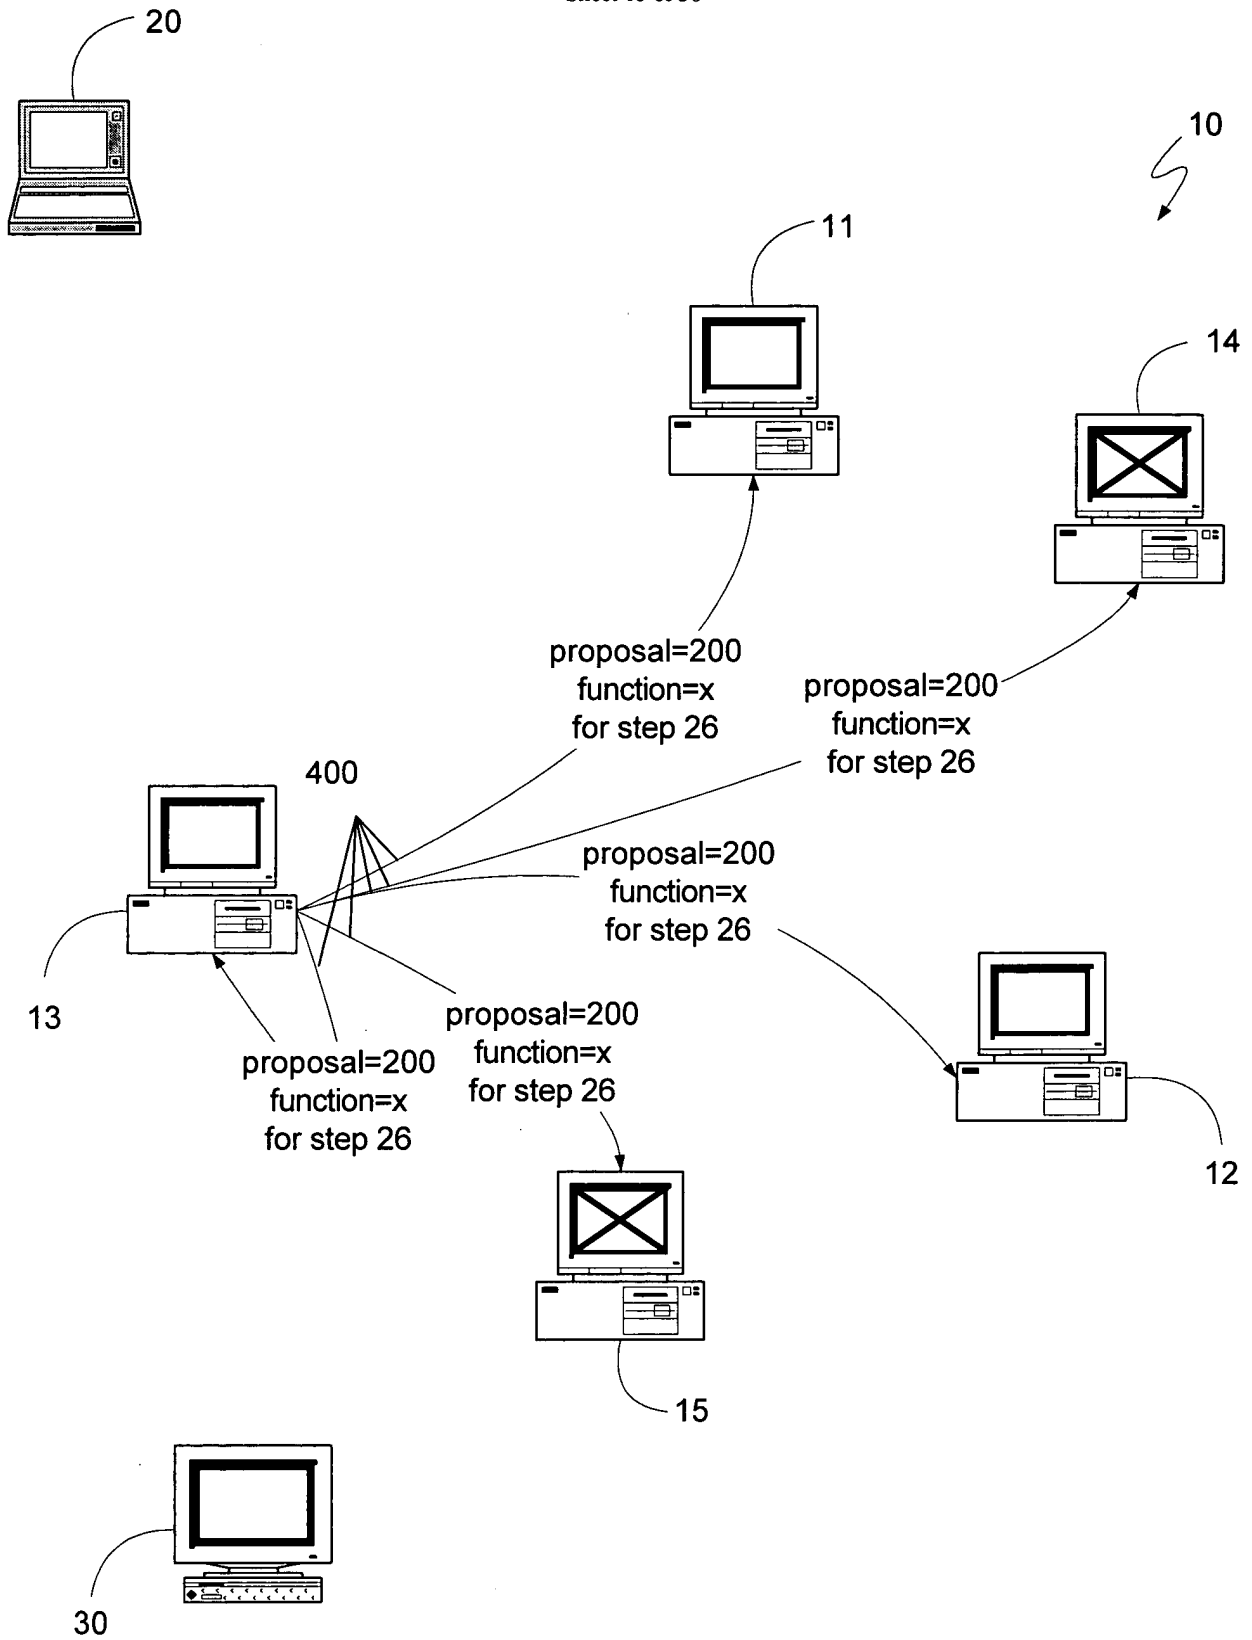 20
10
11
14
proposal=200
function=x
for step 26
proposal=200
function=x
for step 26
400
proposal=200
function=x
for step 26
13
proposal=200
function=x
for step 26
proposal=200
function=x
for step 26
12
15
30